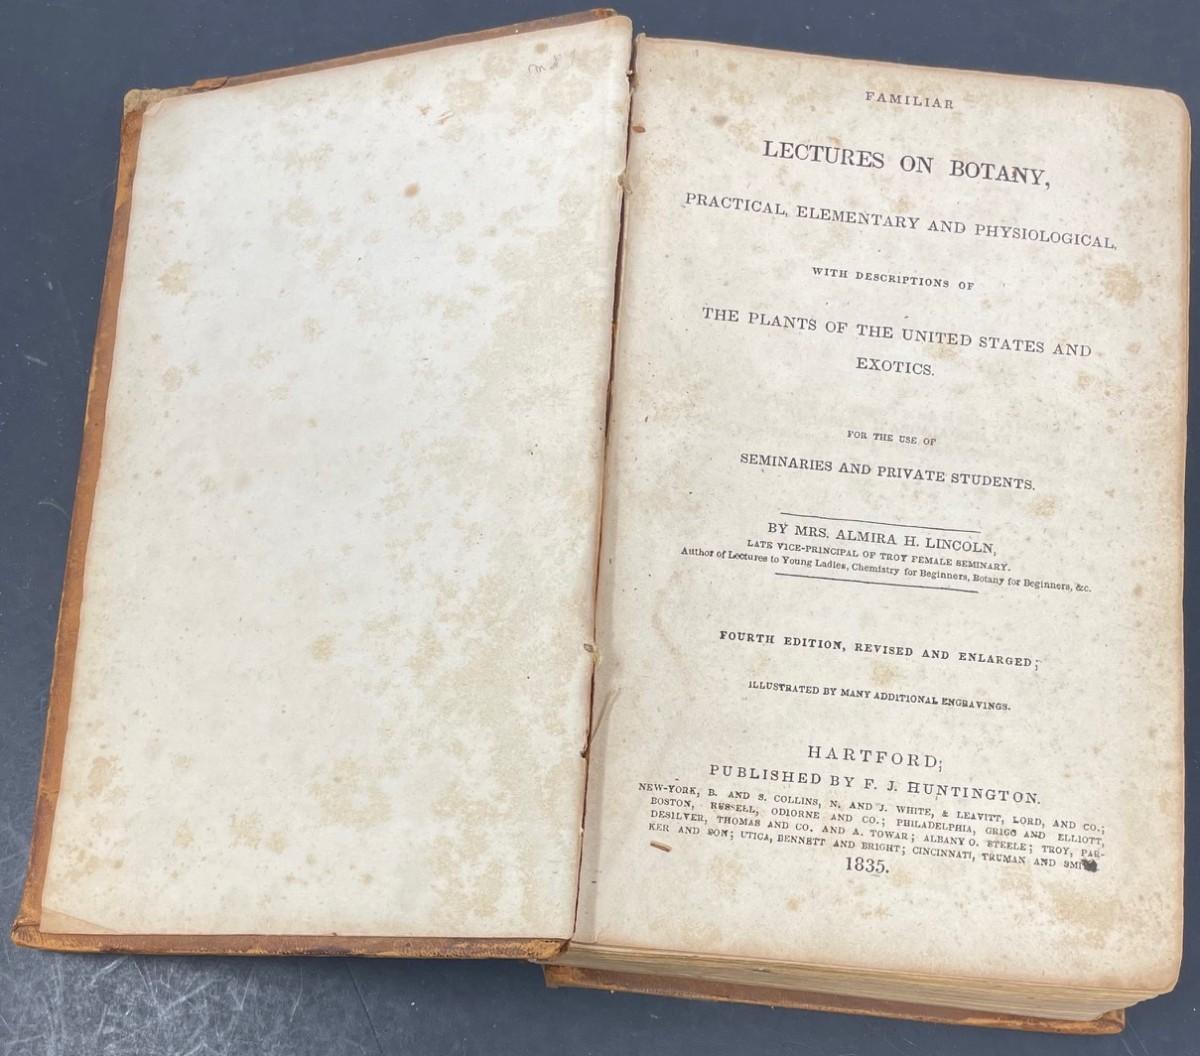 FAMILIAR
LECTURES ON BOTANY,
PRACTICAL, ELEMENTARY AND PHYSIOLOGICAL,
WITH DESCRIPTIONS OF
THE PLANTS OF THE UNITED STATES AND
EXOTICS.
FOR THE USE OF
SEMINARIES AND PRIVATE STUDENTS.
BY MRS. ALMIRA H. LINCOLN,
LATE VICE-PRINCIPAL OF TROY FEMALE SEMINARY.
Author of Lectures to Young Ladies, Chemistry for Beginners, Botany for Beginners, &c.
FOURTH EDITION, REVISED AND ENLARGED;
ILLUSTRATED BY MANY ADDITIONAL ENGRAVINGS.
HARTFORD;
PUBLISHED BY F. J. HUNTINGTON.
NEW-YORK, B. AND S. COLLINS, N. AND J. WHITE, & LEAVITT, LORD, AND CO.;
BOSTON, RUSSELL, ODIORNE AND CO.; PHILADELPHIA, GRIGG AND ELLIOTT,
DESILVER, THOMAS AND CO. AND A. TOWAR; ALBANY O. STEELE; TROY, PAR-
KER AND SON; UTICA, BENNETT AND BRIGHT; CINCINNATI, TRUMAN AND
1835.